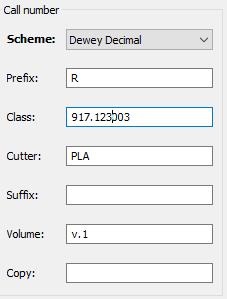 Call number
Scheme: Dewey Decimal
Prefix: R
Class: 917.123003
Cutter: PLA
Suffix:
Volume: v.1
Copy: